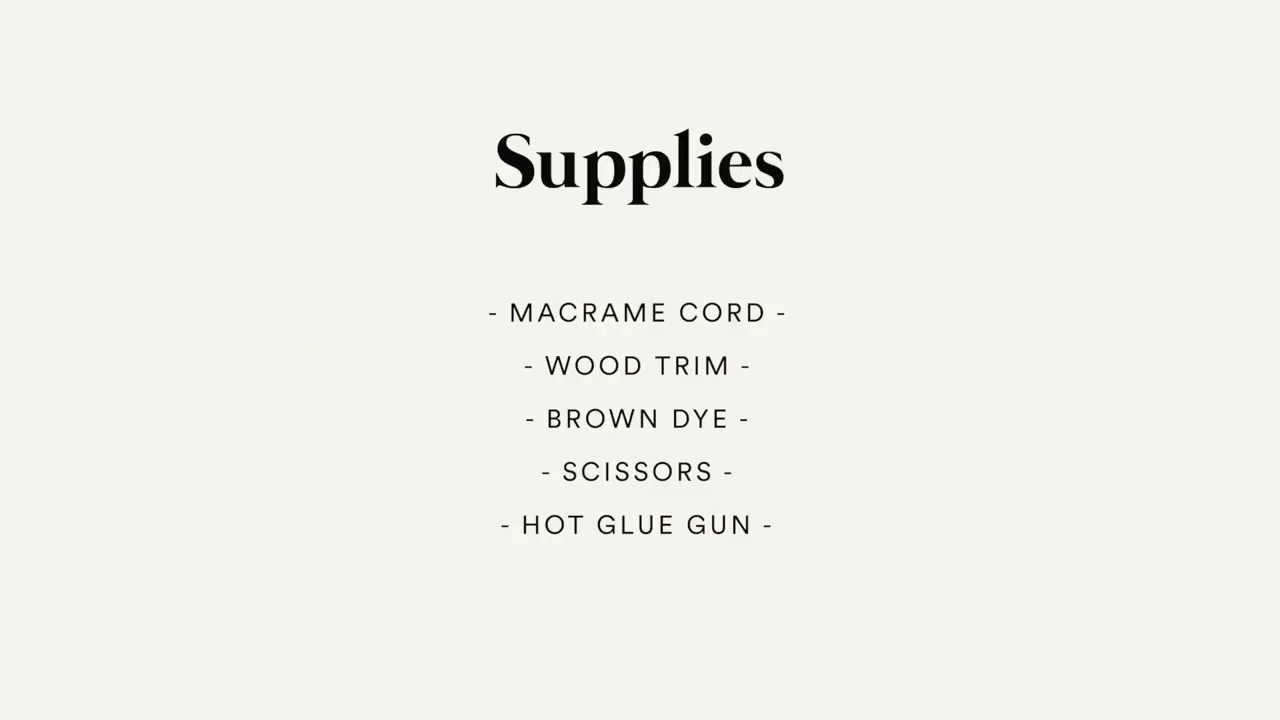 Supplies
- MACRAME CORD -
- WOOD TRIM -
- BROWN DYE -
- SCISSORS -
- HOT GLUE GUN -